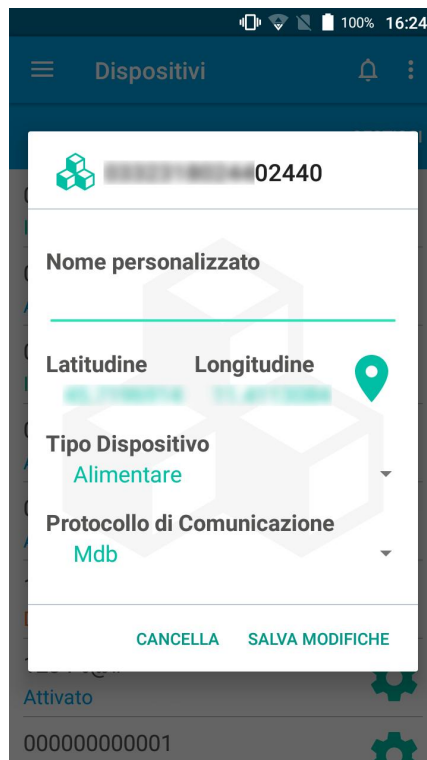 100% 16:24
Dispositivi
02440
Nome personalizzato
Latitudine Longitudine
Tipo Dispositivo
Alimentare
Protocollo di Comunicazione
Mdb
CANCELLA SALVA MODIFICHE
Attivato
000000000001